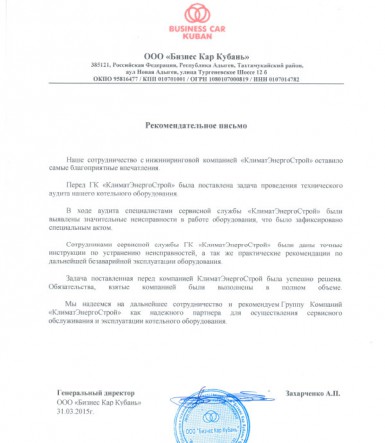 BUSINESS CAR
KUBAN
ООО «Бизнес Кар Кубань»
385121, Российская Федерация, Республика Адыгея, Тахтамукайский район,
аул Новая Адыгея, улица Тургеневское Шоссе 12 б
ОКПО 95816477 / КПП 010701001 / ОГРН 1080107000819 / ИНН 0107014782
Рекомендательное письмо
Наше сотрудничество с инжиниринговой компанией «КлиматЭнергоСтрой» оставило
самые благоприятные впечатления.
Перед ГК «КлиматЭнергоСтрой» была поставлена задача проведения технического
аудита нашего котельного оборудования.
В ходе аудита специалистами сервисной службы «КлиматЭнергоСтрой» были
выявлены значительные неисправности в работе оборудования, что было зафиксировано
специальным актом.
Сотрудниками сервисной службы ГК «КлиматЭнергоСтрой» были даны точные
инструкции по устранению неисправностей, а так же практические рекомендации по
дальнейшей безаварийной эксплуатации оборудования.
Задача поставленная перед компанией КлиматЭнергоСтрой была успешно решена.
Обязательства, взятые компанией были выполнены в полном объеме.
Мы надеемся на дальнейшее сотрудничество и рекомендуем Группу Компаний
«КлиматЭнергоСтрой» как надежного партнера для осуществления сервисного
обслуживания и эксплуатации котельного оборудования.
Генеральный директор Захарченко А.П.
ООО «Бизнес Кар Кубань»
31.03.2015г.
ООО "Бизнес Кар Кубань"